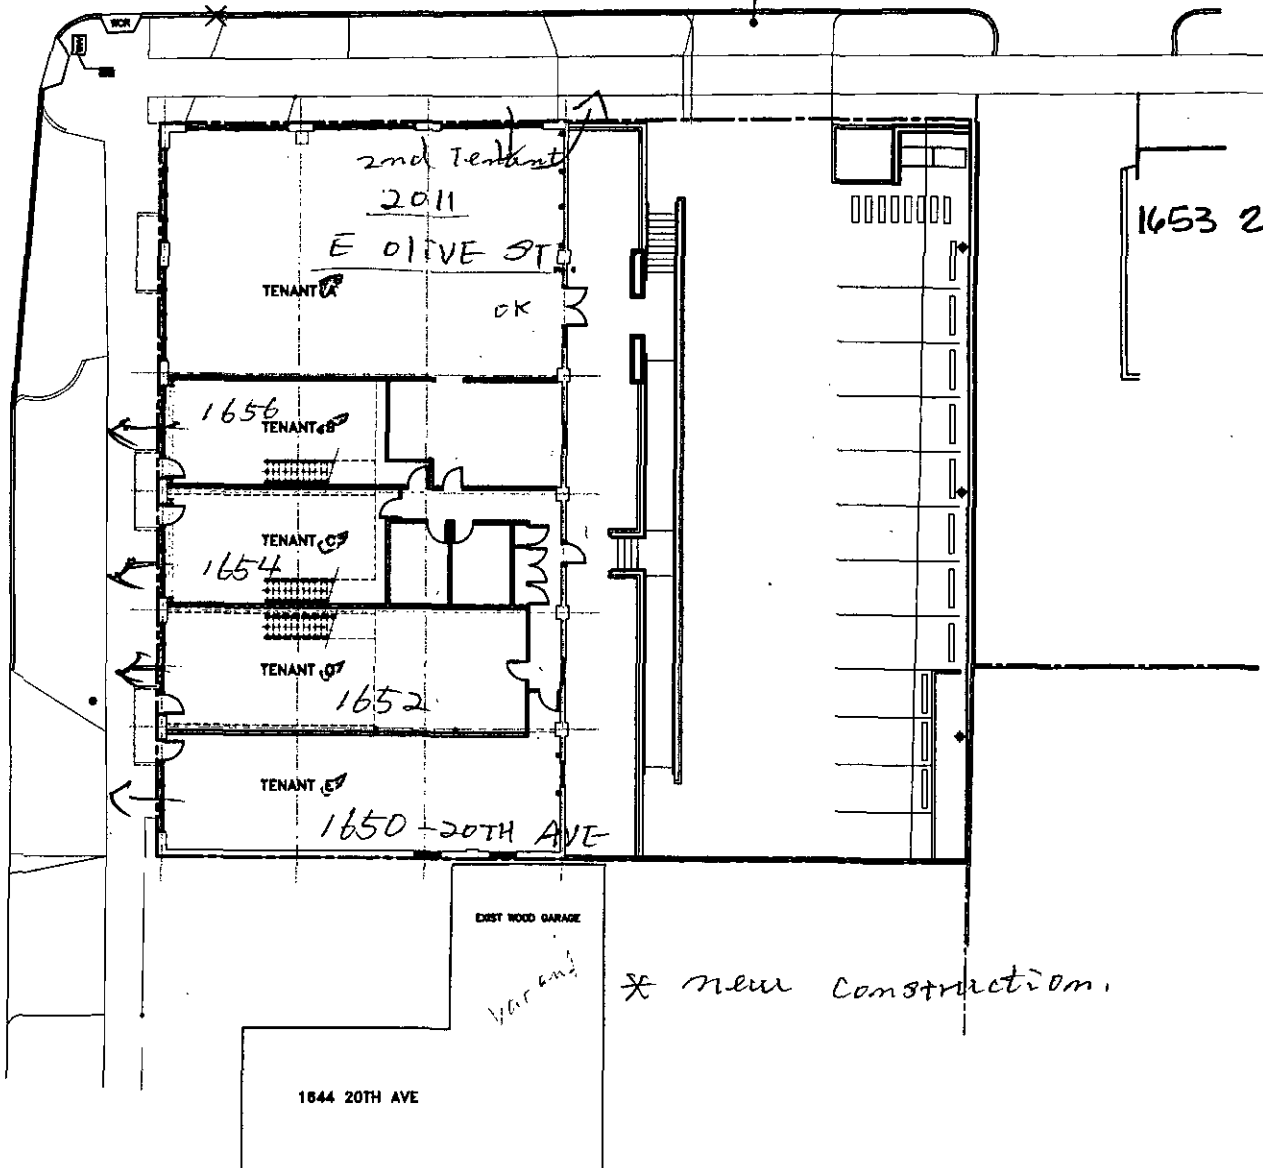 WCR
2nd Tenant
2011
E OLIVE ST
TENANT A
OK
1653 2
1656
TENANT B
TENANT C
1654
TENANT D
1652
TENANT E
1650 - 20TH AVE
EXIST WOOD GARAGE
* new construction.
1644 20TH AVE